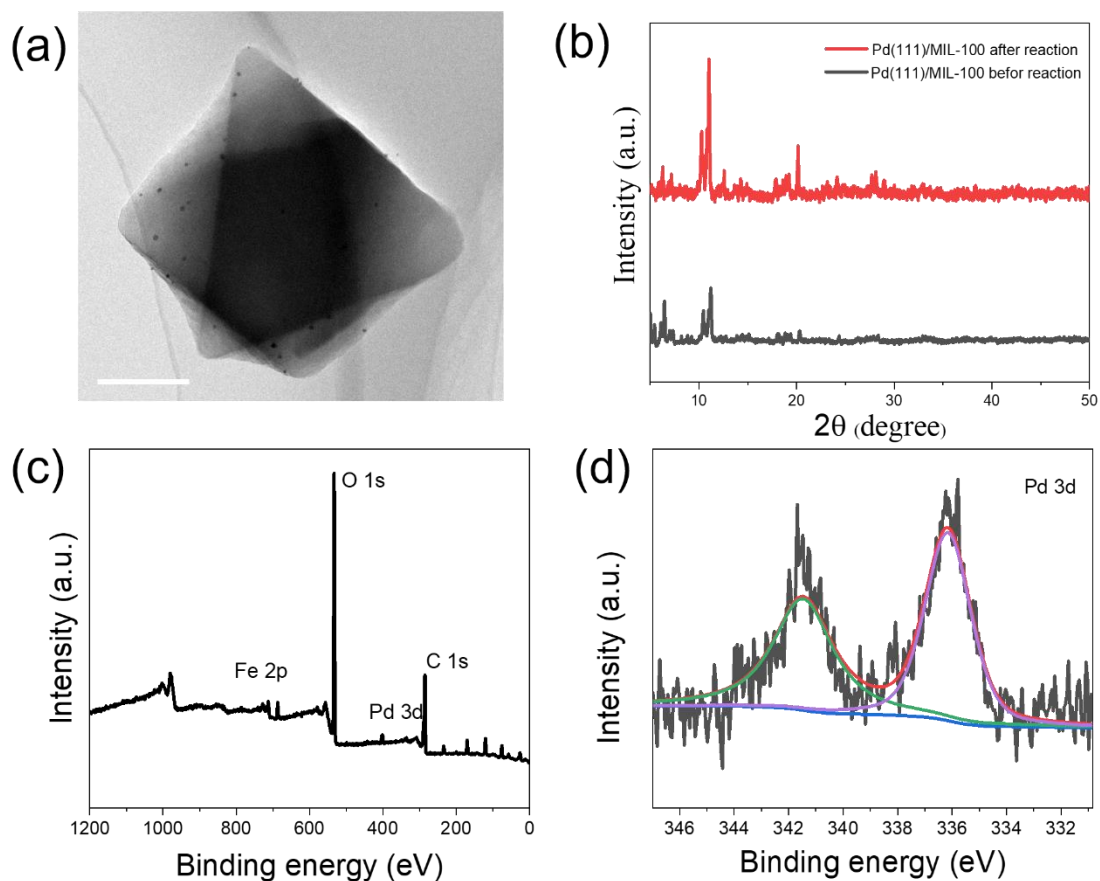 (a)
(b)
Pd(111)/MIL-100 after reaction
Pd(111)/MIL-100 befor reaction
Intensity (a.u.)
10 20 30 40 50
2θ (degree)
(c)
O 1s
Fe 2p
Pd 3d
C 1s
Intensity (a.u.)
1200 1000 800 600 400 200 0
Binding energy (eV)
(d)
Pd 3d
Intensity (a.u.)
346 344 342 340 339 336 334 332
Binding energy (eV)